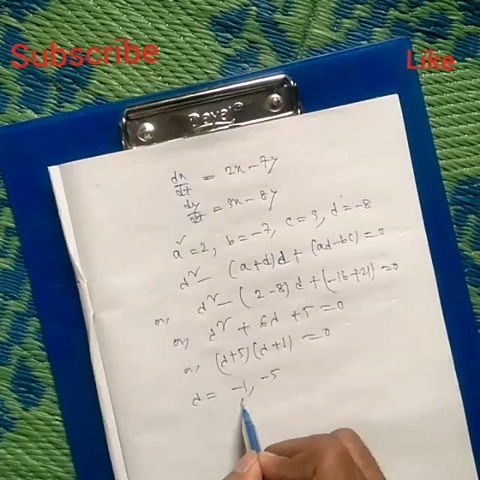 Subscribe
Like
Deval
dx/dt = 2x - 7y
dy/dt = 3x - 8y
a = 2, b = -7, c = 3, d = -8
λ² - (a+d)λ + (ad-bc) = 0
or, λ² - (2-8)λ + (-16+21) = 0
or, λ² + 6λ + 5 = 0
or, (λ+5)(λ+1) = 0
λ = -1, -5